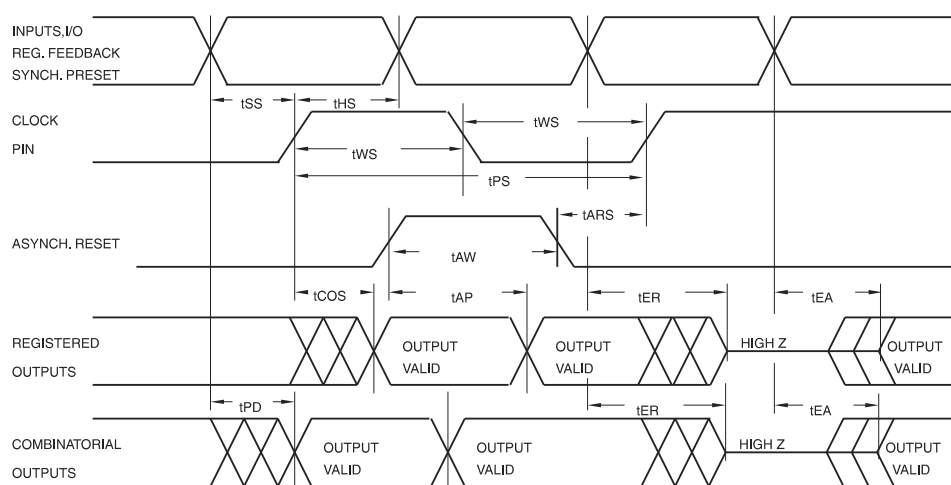 INPUTS,I/O
REG. FEEDBACK
SYNCH. PRESET
tSS
tHS
CLOCK
PIN
tWS
tWS
tPS
tARS
ASYNCH. RESET
tAW
tCOS
tAP
tER
tEA
REGISTERED
OUTPUTS
OUTPUT
VALID
OUTPUT
VALID
HIGH Z
OUTPUT
VALID
tPD
tER
tEA
COMBINATORIAL
OUTPUTS
OUTPUT
VALID
OUTPUT
VALID
HIGH Z
OUTPUT
VALID